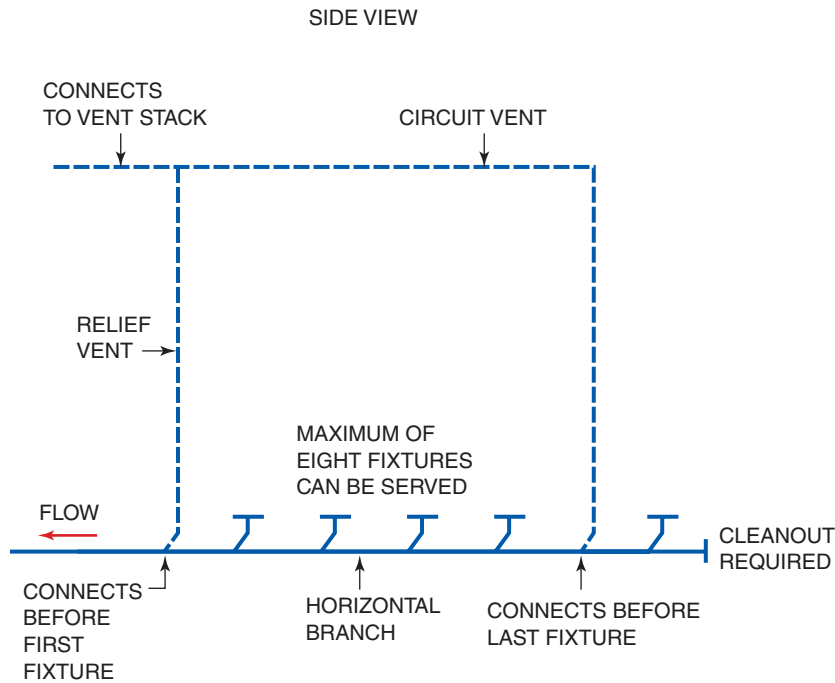 SIDE VIEW
CONNECTS
TO VENT STACK
CIRCUIT VENT
RELIEF
VENT
MAXIMUM OF
EIGHT FIXTURES
CAN BE SERVED
FLOW
CLEANOUT
REQUIRED
CONNECTS
BEFORE
FIRST
FIXTURE
HORIZONTAL
BRANCH
CONNECTS BEFORE
LAST FIXTURE